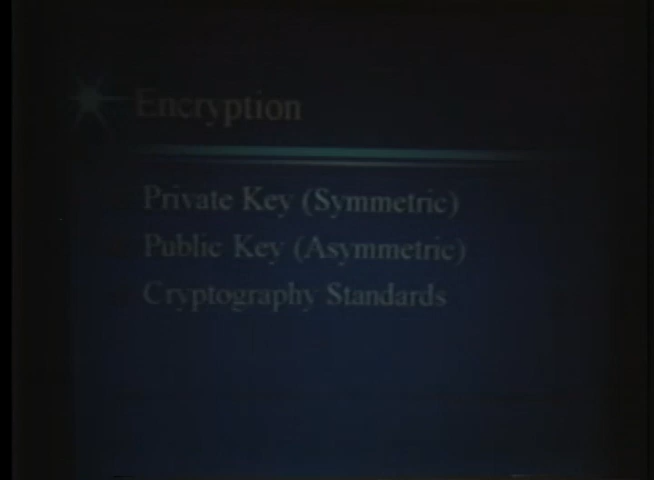 Encryption
Private Key (Symmetric)
Public Key (Asymmetric)
Cryptography Standards